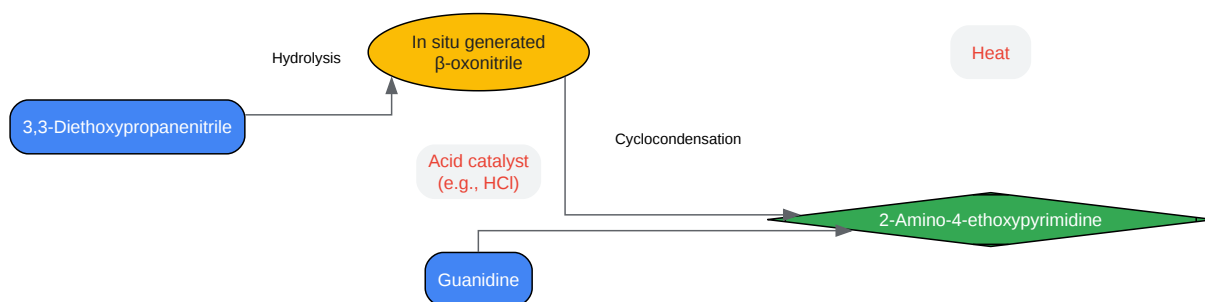 In situ generated
β-oxonitrile
Hydrolysis
Heat
3,3-Diethoxypropanenitrile
Cyclocondensation
Acid catalyst
(e.g., HCl)
2-Amino-4-ethoxypyrimidine
Guanidine